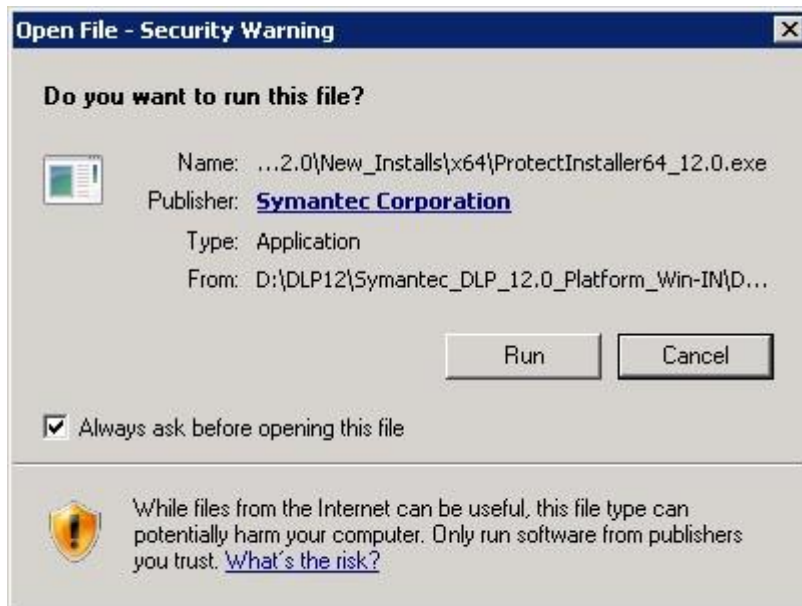 Open File - Security Warning
Do you want to run this file?
Name: ...2.0\New_Installs\x64\ProtectInstaller64_12.0.exe
Publisher: Symantec Corporation
Type: Application
From: D:\DLP12\Symantec_DLP_12.0_Platform_Win-IN\D...
Run Cancel
Always ask before opening this file
While files from the Internet can be useful, this file type can
potentially harm your computer. Only run software from publishers
you trust. What's the risk?